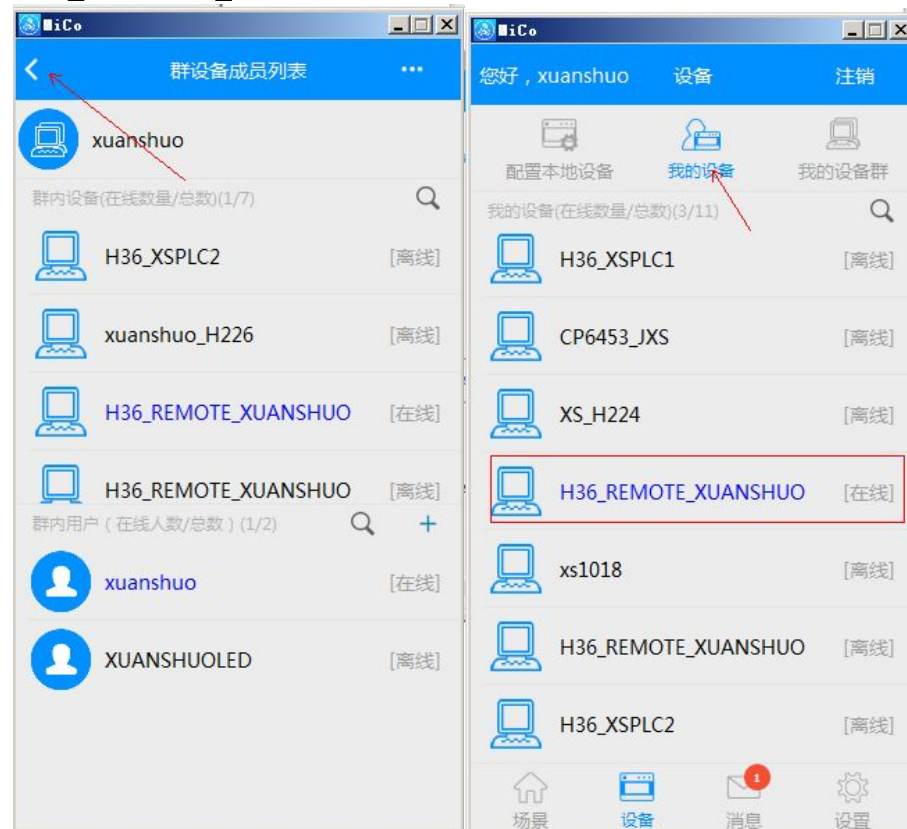 MiCo
群设备成员列表
xuanshuo
群内设备(在线数量/总数)(1/7)
H36_XSPLC2 [离线]
xuanshuo_H226 [离线]
H36_REMOTE_XUANSHUO [在线]
H36_REMOTE_XUANSHUO [离线]
群内用户（在线人数/总数）(1/2)
xuanshuo [在线]
XUANSHUOLED [离线]
MiCo
您好，xuanshuo 设备 注销
配置本地设备 我的设备 我的设备群
我的设备(在线数量/总数)(3/11)
H36_XSPLC1 [离线]
CP6453_JXS [离线]
XS_H224 [离线]
H36_REMOTE_XUANSHUO [在线]
xs1018 [离线]
H36_REMOTE_XUANSHUO [离线]
H36_XSPLC2 [离线]
1
场景 设备 消息 设置